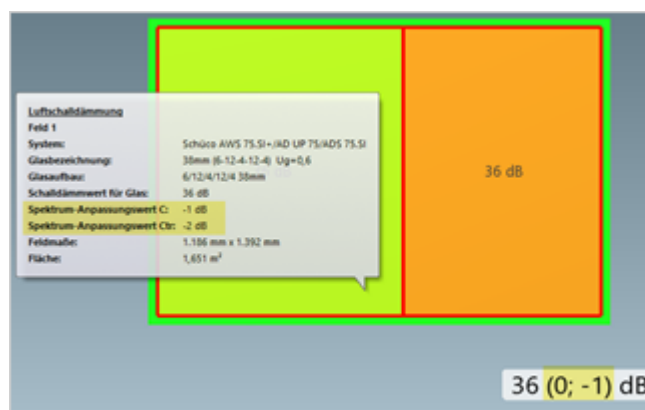 Luftschalldämmung
Feld 1
System: Schüco AWS 75.SI+/AD UP 75/ADS 75.SI
Glasbezeichnung: 38mm (6-12-4-12-4) Ug=0,6
Glasaufbau: 6/12/4/12/4 38mm
Schalldämmwert für Glas: 36 dB
Spektrum-Anpassungswert C: -1 dB
Spektrum-Anpassungswert Ctr: -2 dB
Feldmaße: 1.186 mm x 1.392 mm
Fläche: 1,651 m²
36 dB
36 (0; -1) dB